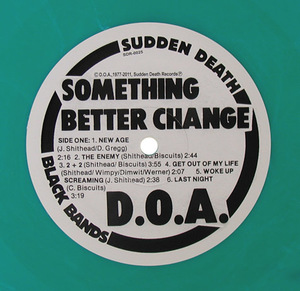 SUDDEN DEATH
SDR-0025
© D.O.A., 1977-2011, Sudden Death Records Ⓟ
SOMETHING
BETTER CHANGE
SIDE ONE: 1. NEW AGE
(J. Shithead/D. Gregg)
2:16 2. THE ENEMY (Shithead/Biscuits) 2:44
3. 2 + 2 (Shithead/ Biscuits) 3:55 4. GET OUT OF MY LIFE
(Shithead/ Wimpy/Dimwit/Werner) 2:07 5. WOKE UP
SCREAMING (J. Shithead) 2:38 6. LAST NIGHT
(C. Biscuits)
3:19
D.O.A.
BLACK BANDS